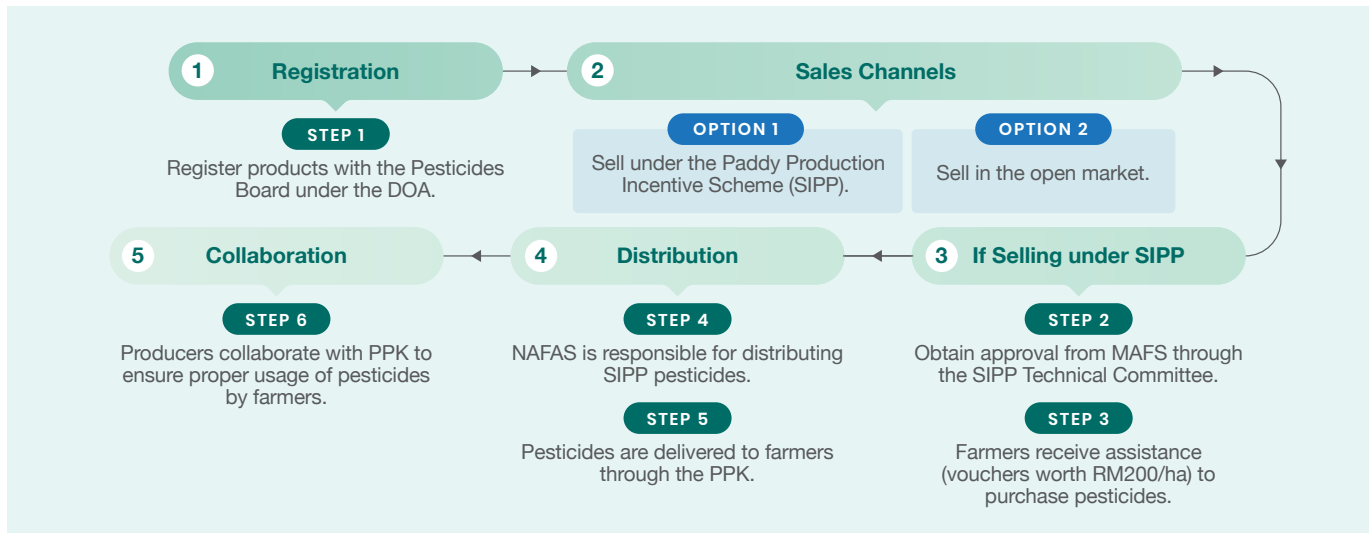 1 Registration
STEP 1
Register products with the Pesticides
Board under the DOA.
2 Sales Channels
OPTION 1
Sell under the Paddy Production
Incentive Scheme (SIPP).
OPTION 2
Sell in the open market.
3 If Selling under SIPP
STEP 2
Obtain approval from MAFS through
the SIPP Technical Committee.
STEP 3
Farmers receive assistance
(vouchers worth RM200/ha) to
purchase pesticides.
4 Distribution
STEP 4
NAFAS is responsible for distributing
SIPP pesticides.
STEP 5
Pesticides are delivered to farmers
through the PPK.
5 Collaboration
STEP 6
Producers collaborate with PPK to
ensure proper usage of pesticides
by farmers.